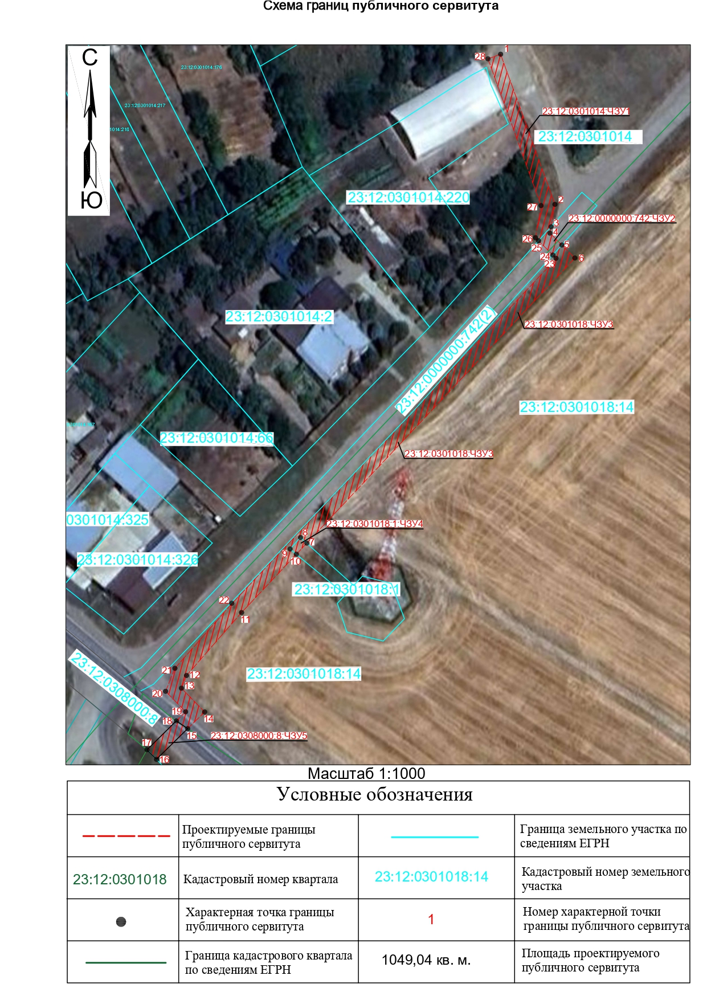 Схема границ публичного сервитута
С
Ю
28
1
23:12:0301014:176
23:12:0301014:217
014:218
23:12:0301014:ЧЗУ1
23:12:0301014
23:12:0301014:220
27
2
23:12:0000000:742:ЧЗУ2
3
4
26
25
5
24
6
23
23:12:0301014:2
23:12:0301018:ЧЗУ3
23:12:0000000:742(2)
23:12:0301018:14
23:12:0301014:66
23:12:0301018:ЧЗУ3
0301014:325
23:12:0301018:1:ЧЗУ4
8
7
9
10
23:12:0301014:326
23:12:0301018:1
22
11
23:12:0308000:8
21
12
23:12:0301018:14
13
20
19
14
18
15
23:12:0308000:8:ЧЗУ5
17
16
Масштаб 1:1000
Условные обозначения
Проектируемые границы
публичного сервитута
Граница земельного участка по
сведениям ЕГРН
23:12:0301018
Кадастровый номер квартала
23:12:0301018:14
Кадастровый номер земельного
участка
Характерная точка границы
публичного сервитута
1
Номер характерной точки
границы публичного сервитута
Граница кадастрового квартала
по сведениям ЕГРН
1049,04 кв. м.
Площадь проектируемого
публичного сервитута